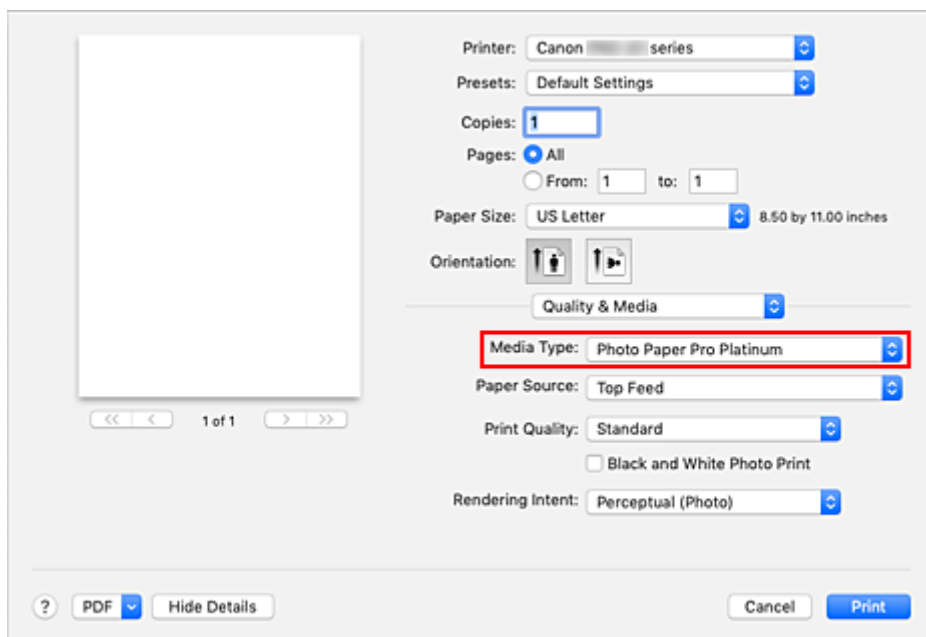 Printer: Canon series
Presets: Default Settings
Copies: 1
Pages: All
From: 1 to: 1
Paper Size: US Letter 8.50 by 11.00 inches
Orientation:
Quality & Media
Media Type: Photo Paper Pro Platinum
Paper Source: Top Feed
1 of 1
Print Quality: Standard
Black and White Photo Print
Rendering Intent: Perceptual (Photo)
? PDF Hide Details Cancel Print